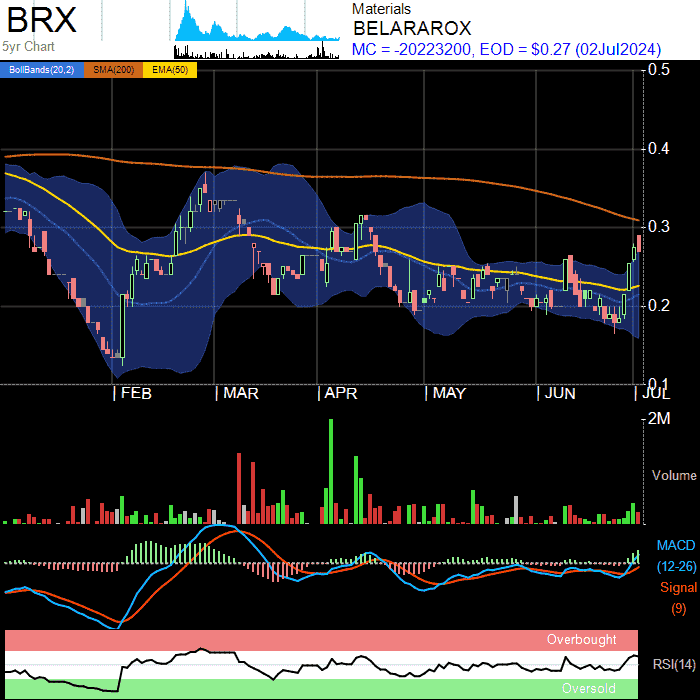 BRX
5yr Chart
Materials
BELARAROX
MC = -20223200, EOD = $0.27 (02Jul2024)
BollBands(20,2) SMA(200) EMA(50)
0.5
0.4
0.3
0.2
0.1
FEB MAR APR MAY JUN JUL
2M
Volume
MACD
(12-26)
Signal
(9)
Overbought
RSI(14)
Oversold